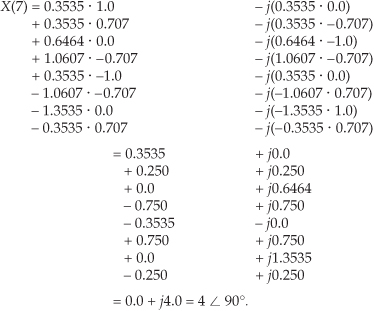 X(7) = 0.3535 · 1.0 – j(0.3535 · 0.0)
+ 0.3535 · 0.707 – j(0.3535 · –0.707)
+ 0.6464 · 0.0 – j(0.6464 · –1.0)
+ 1.0607 · –0.707 – j(1.0607 · –0.707)
+ 0.3535 · –1.0 – j(0.3535 · 0.0)
– 1.0607 · –0.707 – j(–1.0607 · 0.707)
– 1.3535 · 0.0 – j(–1.3535 · 1.0)
– 0.3535 · 0.707 – j(–0.3535 · 0.707)
= 0.3535 + j0.0
+ 0.250 + j0.250
+ 0.0 + j0.6464
– 0.750 + j0.750
– 0.3535 – j0.0
+ 0.750 + j0.750
+ 0.0 + j1.3535
– 0.250 + j0.250
= 0.0 + j4.0 = 4 ∠ 90°.